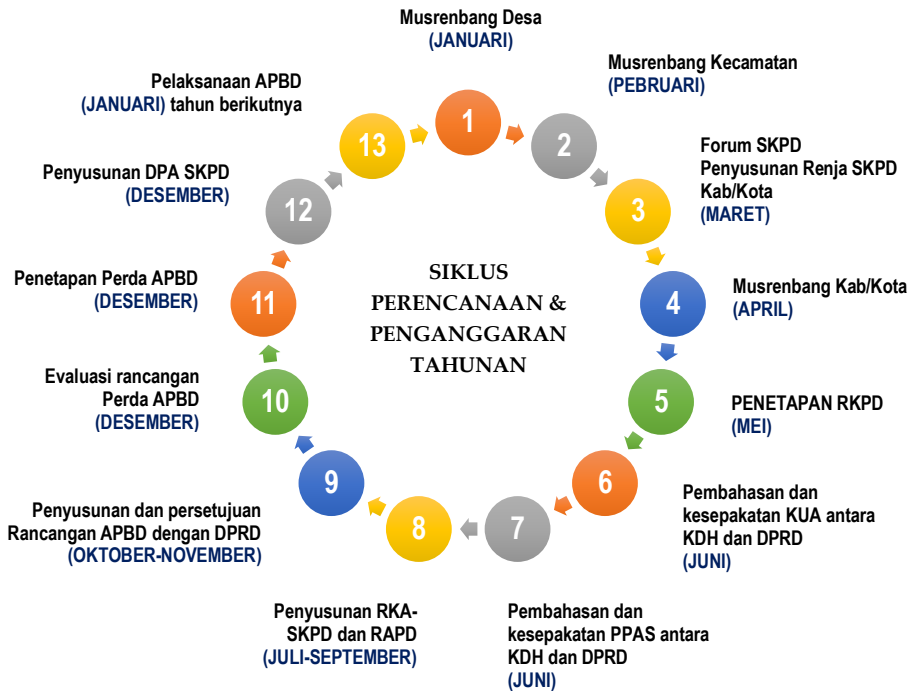 Musrenbang Desa
(JANUARI)
1
Musrenbang Kecamatan
(PEBRUARI)
2
Forum SKPD
Penyusunan Renja SKPD
Kab/Kota
(MARET)
3
Musrenbang Kab/Kota
(APRIL)
4
PENETAPAN RKPD
(MEI)
5
Pembahasan dan
kesepakatan KUA antara
KDH dan DPRD
(JUNI)
6
Pembahasan dan
kesepakatan PPAS antara
KDH dan DPRD
(JUNI)
7
Penyusunan RKA-
SKPD dan RAPD
(JULI-SEPTEMBER)
8
Penyusunan dan persetujuan
Rancangan APBD dengan DPRD
(OKTOBER-NOVEMBER)
9
Evaluasi rancangan
Perda APBD
(DESEMBER)
10
Penetapan Perda APBD
(DESEMBER)
11
Penyusunan DPA SKPD
(DESEMBER)
12
Pelaksanaan APBD
(JANUARI) tahun berikutnya
13
SIKLUS
PERENCANAAN &
PENGANGGARAN
TAHUNAN